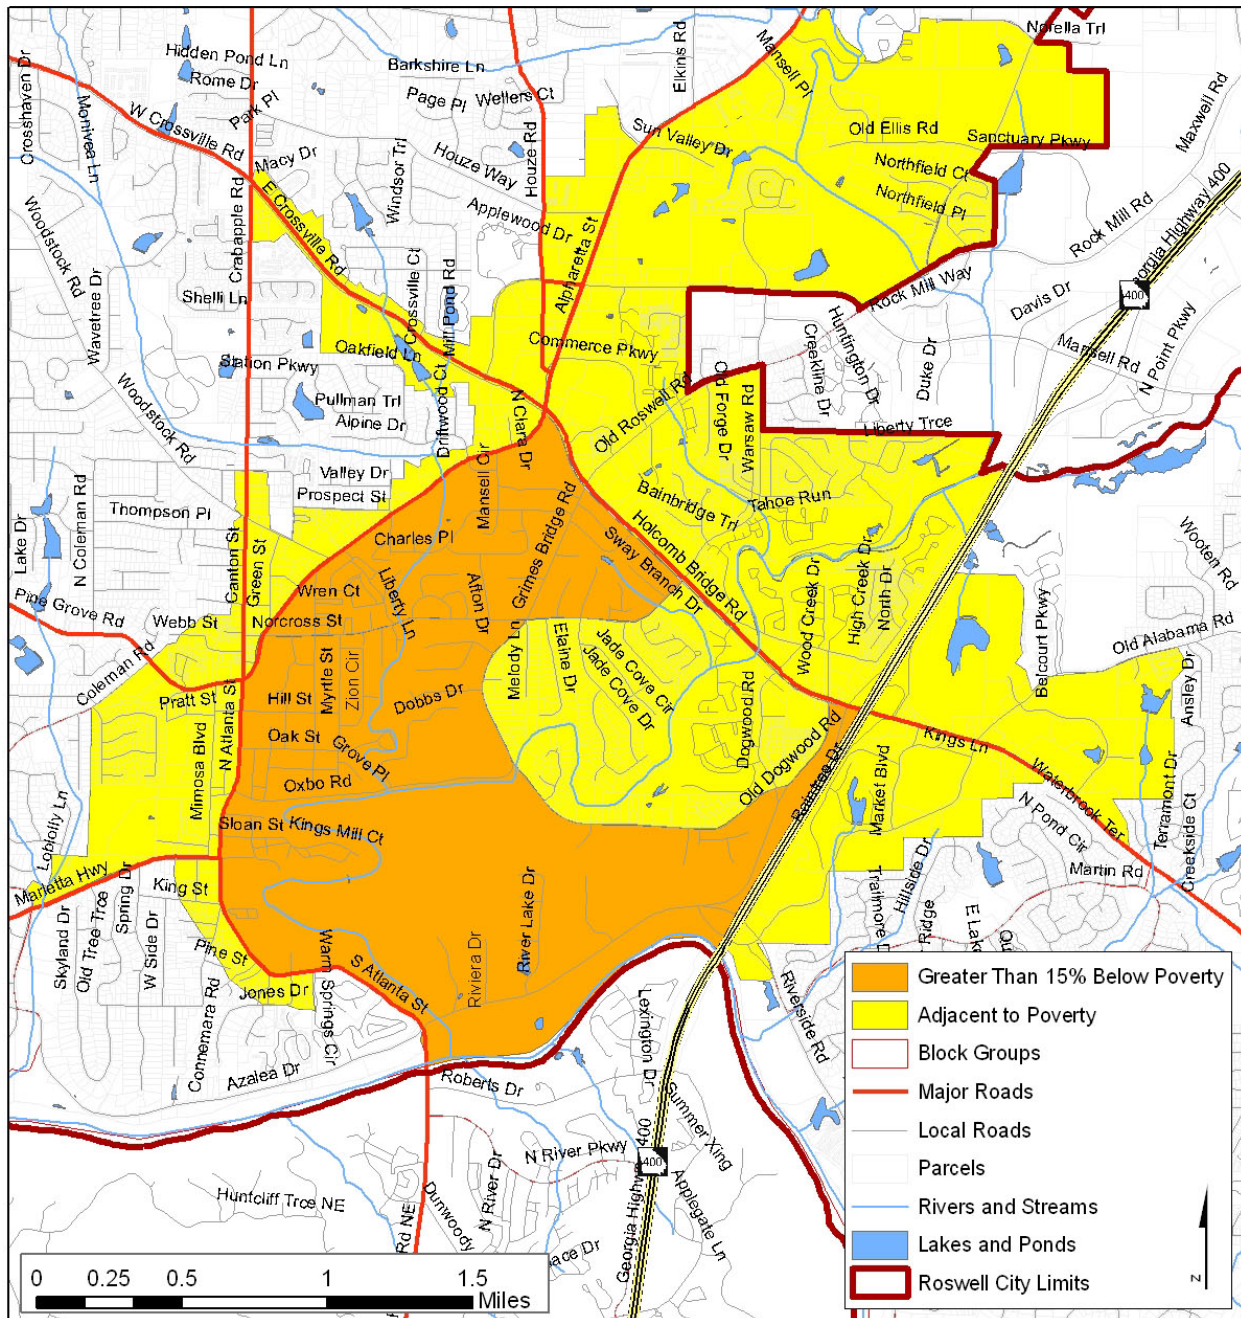 Norella Trl
Hidden Pond Ln
Rome Dr
Park Pl
Barkshire Ln
Page Pl
Wetters Ct
Elkins Rd
Mansell Pl
Crosshaven Dr
Monivea Ln
W Crossville Rd
Macy Dr
Windsor Trl
Houze Way
Houze Rd
Sun Valley Dr
Old Ellis Rd
Sanctuary Pkwy
Maxwell Rd
Northfield Ct
Northfield Pl
Applewood Dr
Woodstock Rd
Crabapple Rd
E Crossville Rd
Crossville Ct
Mill Pond Rd
Alpharetta St
Rock Mill Rd
Georgia Highway 400
400
Wavetree Dr
Shelli Ln
Rock Mill Way
Davis Dr
Mansell Rd
N Point Pkwy
Commerce Pkwy
Huntington Dr
Creekline Dr
Duke Dr
Oakfield Ln
Station Pkwy
Pullman Trl
Alpine Dr
Driftwood Ct
N Clara Dr
Old Roswell Rd
Old Forge Dr
Warsaw Rd
Liberty Trce
Woodstock Rd
Valley Dr
Prospect St
Mansell Cir
Bainbridge Trl
Tahoe Run
Lake Dr
N Coleman Rd
Thompson Pl
Canton St
Green St
Charles Pl
Grimes Bridge Rd
Holcomb Bridge Rd
Sway Branch Dr
Wooten Rd
Pine Grove Rd
Webb St
Wren Ct
Norcross St
Liberty Ln
Afton Dr
Wood Creek Dr
High Creek Dr
North Dr
Belcourt Pkwy
Old Alabama Rd
Coleman Rd
Pratt St
Hill St
Myrtle St
Zion Cir
Dobbs Dr
Melody Ln
Elaine Dr
Jade Cove Cir
Jade Cove Dr
Dogwood Rd
Old Dogwood Rd
Ansley Dr
Mimosa Blvd
N Atlanta St
Oak St
Grove Pl
Oxbo Rd
Raintree Dr
Market Blvd
Kings Ln
Waterbrook Ter
Terramont Dr
Creekside Ct
Loblolly Ln
Sloan St
Kings Mill Ct
N Pond Cir
Martin Rd
Marietta Hwy
King St
Skyland Dr
Old Tree Trce
Spring Dr
W Side Dr
Pine St
Jones Dr
Warm Springs Cir
S Atlanta St
Riviera Dr
River Lake Dr
Trailmore D
Hillside Dr
Ridge
E Lake
Connemara Rd
Azalea Dr
Roberts Dr
Lexington Dr
Riverside Rd
Summer Xing
N River Pkwy
400
400
Huntcliff Trce NE
Rd NE
Dunwoody
N River Dr
ace Dr
Georgia Highw
Applegate Ln
Greater Than 15% Below Poverty
Adjacent to Poverty
Block Groups
Major Roads
Local Roads
Parcels
Rivers and Streams
Lakes and Ponds
Roswell City Limits
N
0 0.25 0.5 1 1.5
Miles